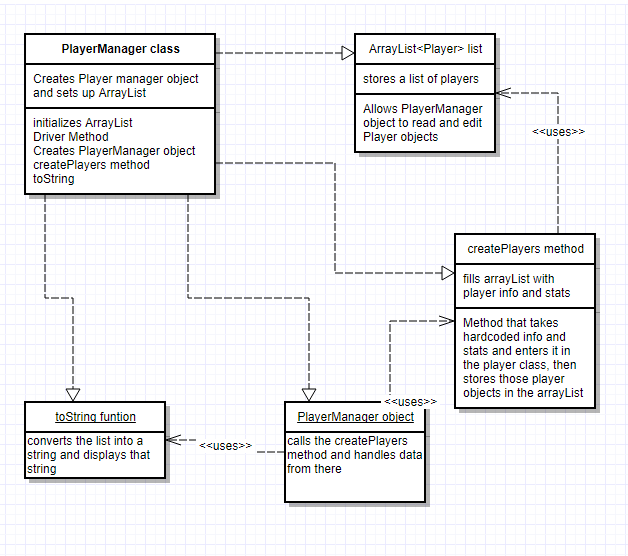 PlayerManager class
Creates Player manager object
and sets up ArrayList
initializes ArrayList
Driver Method
Creates PlayerManager object
createPlayers method
toString
ArrayList<Player> list
stores a list of players
Allows PlayerManager
object to read and edit
Player objects
<<uses>>
createPlayers method
fills arrayList with
player info and stats
Method that takes
hardcoded info and
stats and enters it in
the player class, then
stores those player
objects in the arrayList
<<uses>>
toString funtion
converts the list into a
string and displays that
string
<<uses>>
PlayerManager object
calls the createPlayers
method and handles data
from there